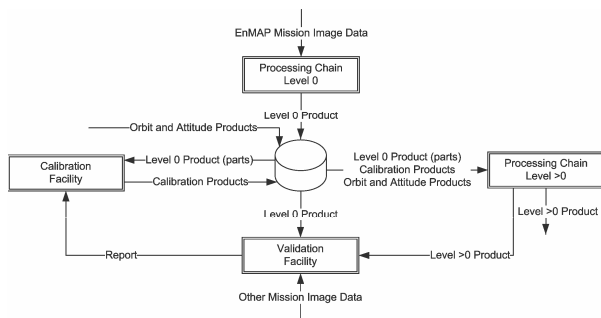 EnMAP Mission Image Data
Processing Chain
Level 0
Level 0 Product
Orbit and Attitude Products
Level 0 Product (parts)
Calibration
Facility
Calibration Products
Level 0 Product (parts)
Calibration Products
Orbit and Attitude Products
Processing Chain
Level >0
Level >0 Product
Level 0 Product
Validation
Facility
Report
Level >0 Product
Other Mission Image Data